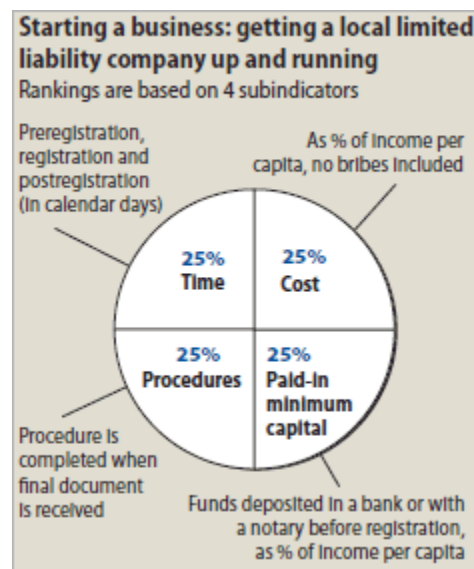 Starting a business: getting a local limited
liability company up and running
Rankings are based on 4 subindicators
Preregistration,
registration and
postregistration
(in calendar days)
As % of income per
capita, no bribes included
25%
Time
25%
Cost
25%
Procedures
25%
Paid-in
minimum
capital
Procedure is
completed when
final document
is received
Funds deposited in a bank or with
a notary before registration,
as % of income per capita